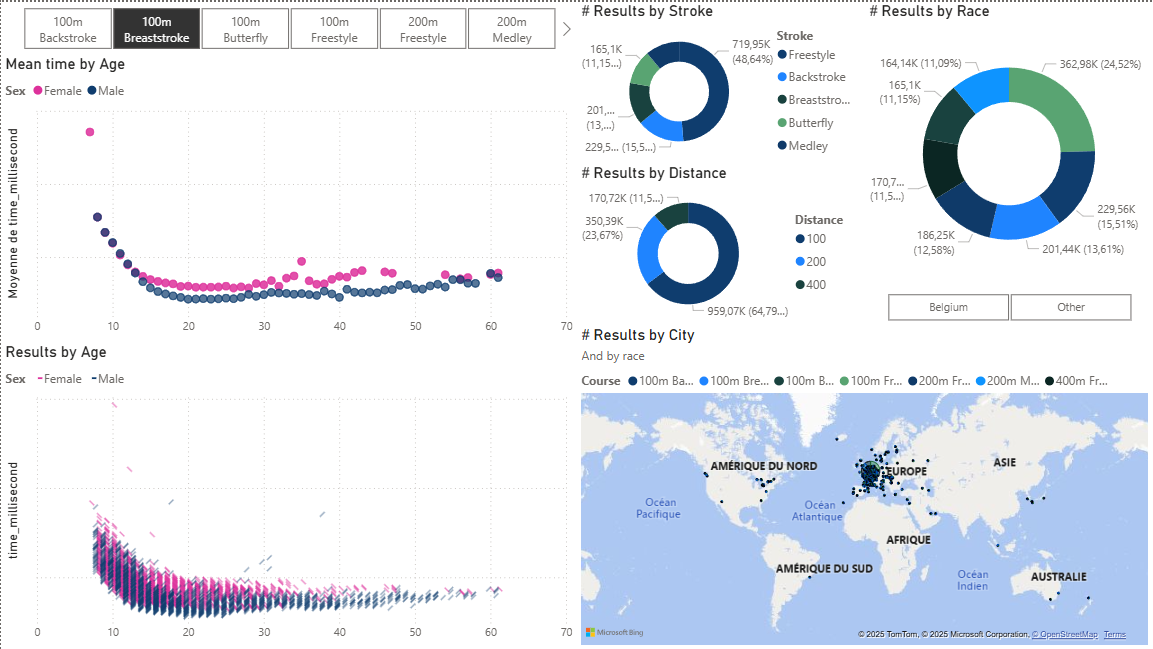 100m
Backstroke
100m
Breaststroke
100m
Butterfly
100m
Freestyle
200m
Freestyle
200m
Medley
Mean time by Age
Sex Female Male
Moyenne de time_millisecond
0 10 20 30 40 50 60 70
Results by Age
Sex Female Male
time_millisecond
0 10 20 30 40 50 60 70
# Results by Stroke
165,1K
(11,15...)
719,95K
(48,64%)
201,...
(13,...)
229,5... (15,5...)
Stroke
Freestyle
Backstroke
Breaststro...
Butterfly
Medley
# Results by Distance
170,72K (11,5...)
350,39K
(23,67%)
959,07K (64,79...)
Distance
100
200
400
# Results by Race
164,14K (11,09%)
362,98K (24,52%)
165,1K
(11,15%)
170,7...
(11,5...)
186,25K
(12,58%)
229,56K
(15,51%)
201,44K (13,61%)
Belgium
Other
# Results by City
And by race
Course 100m Ba... 100m Bre... 100m B... 100m Fr... 200m Fr... 200m M... 400m Fr...
AMÉRIQUE DU NORD
EUROPE
ASIE
Océan
Pacifique
Océan
Atlantique
AFRIQUE
AMÉRIQUE DU SUD
Océan
Indien
AUSTRALIE
Microsoft Bing
© 2025 TomTom, © 2025 Microsoft Corporation, © OpenStreetMap Terms